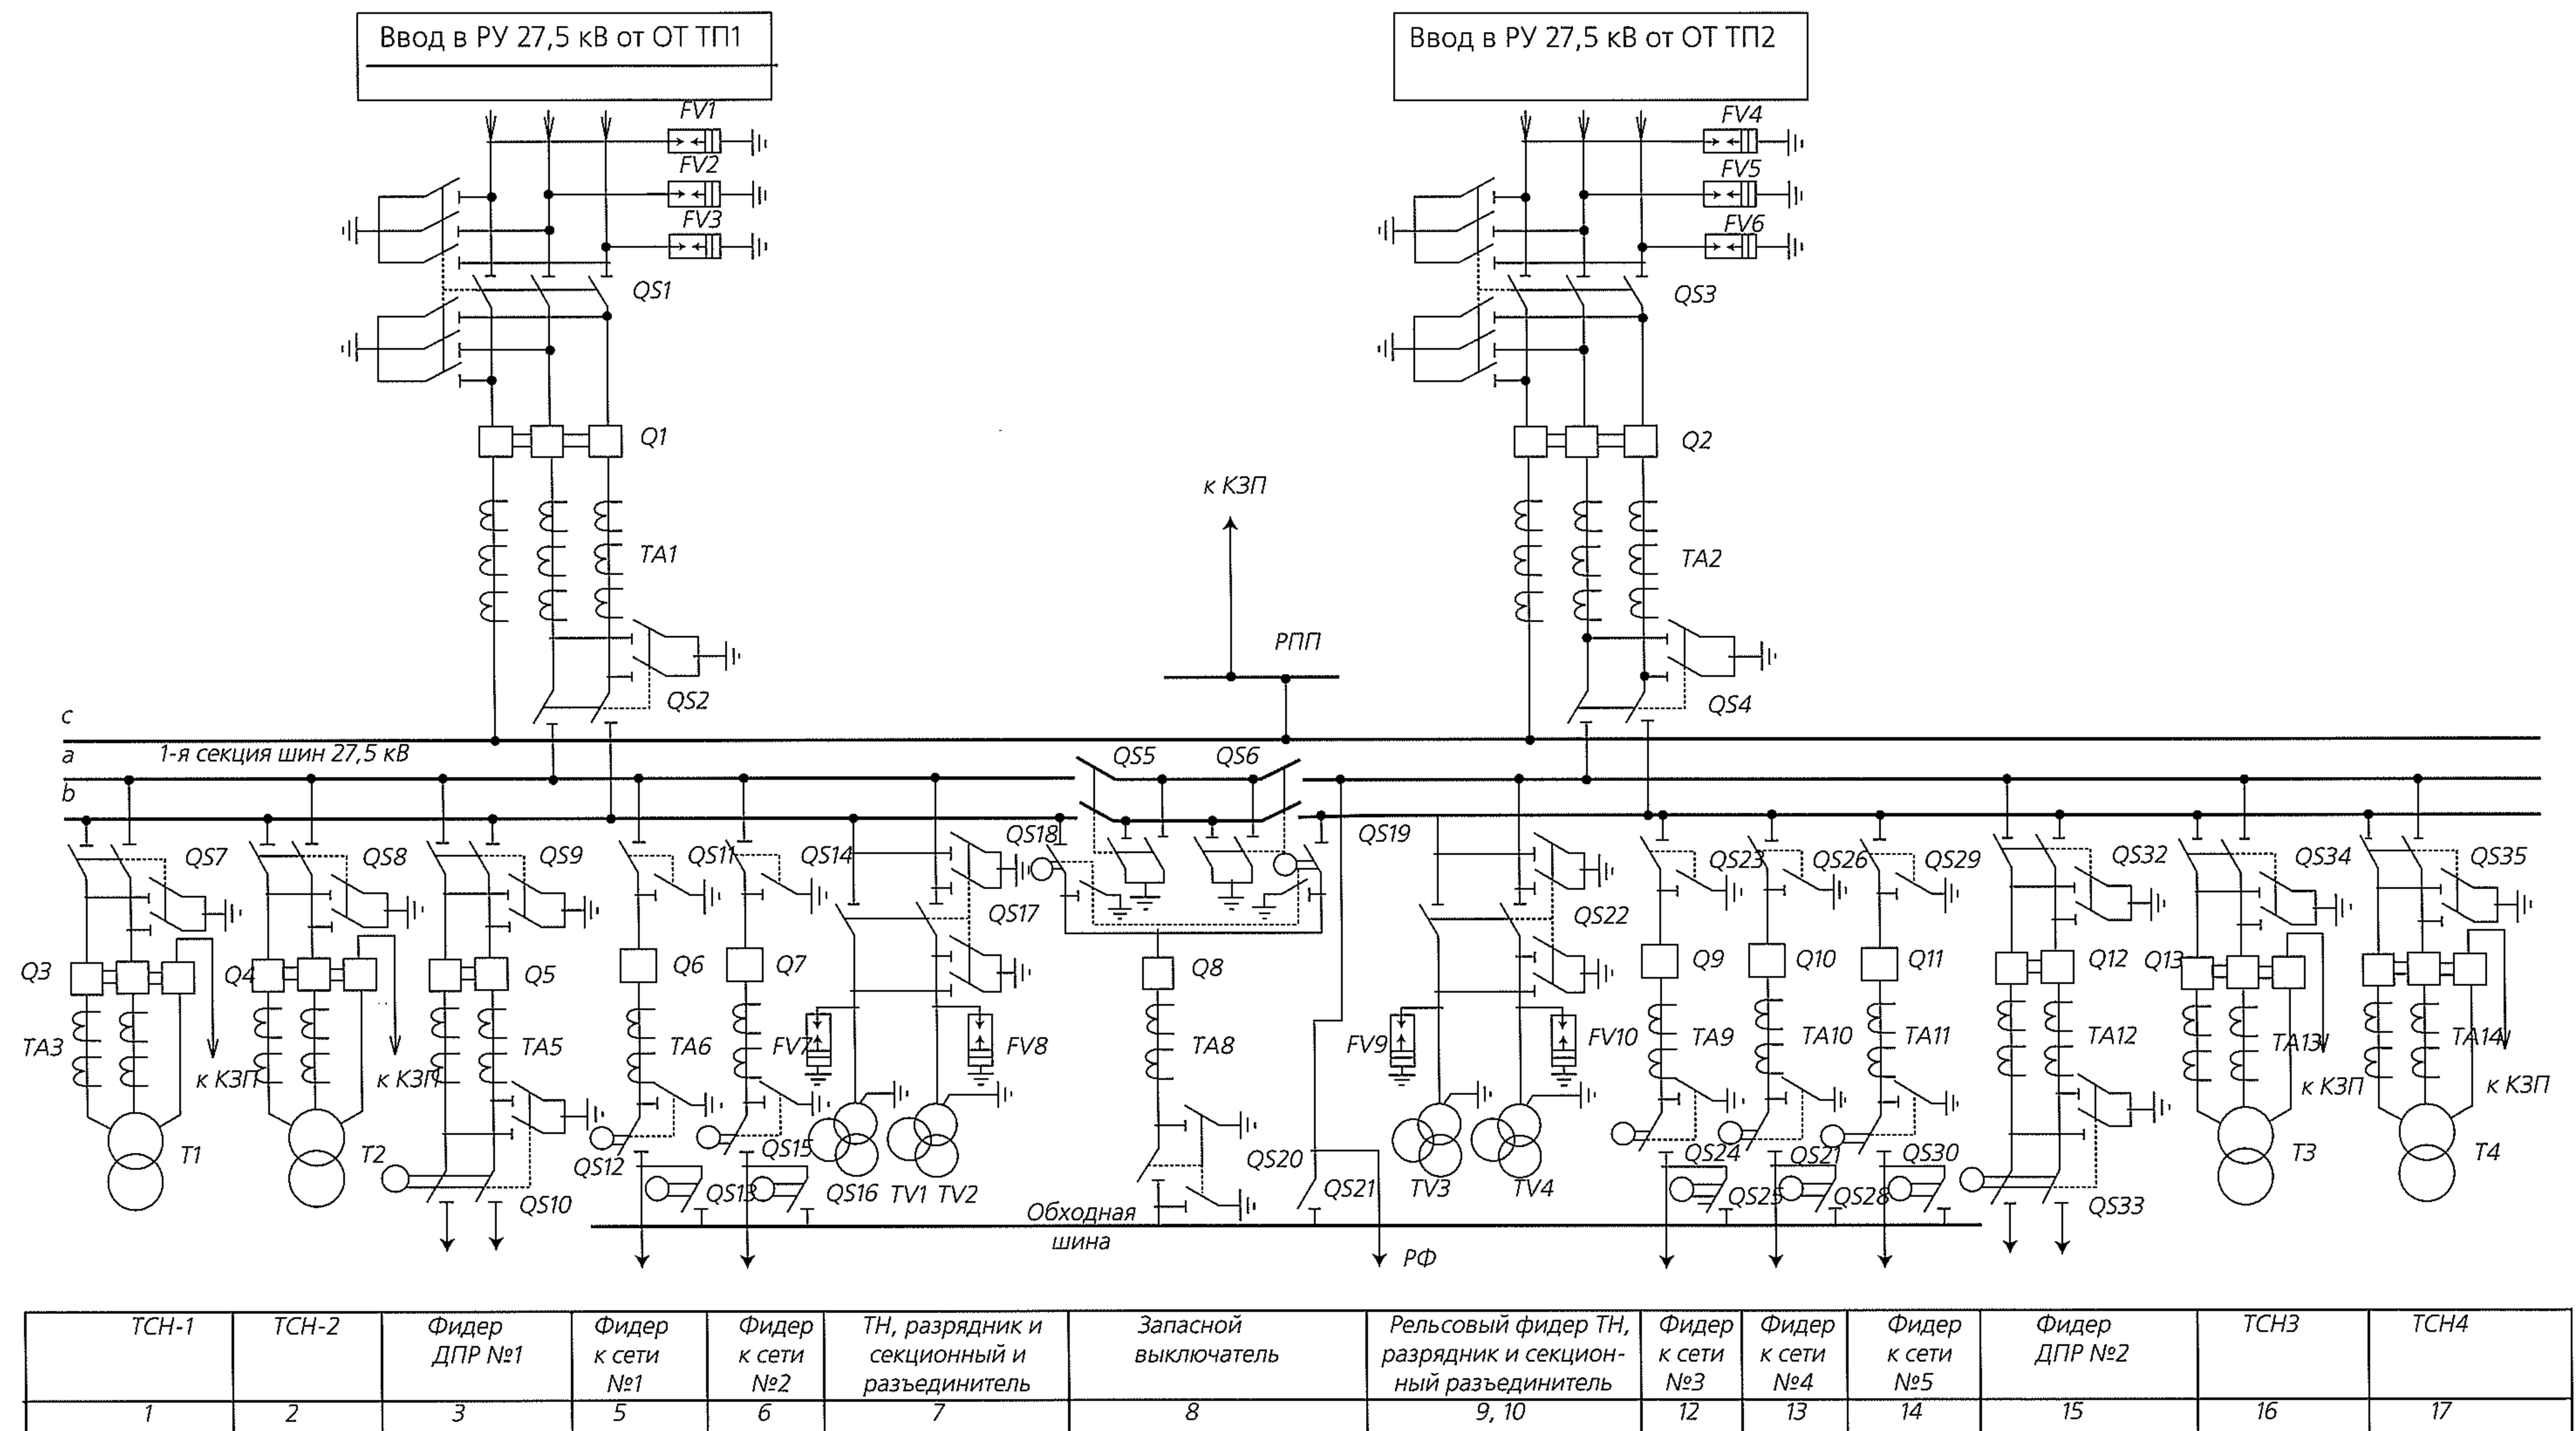 Ввод в РУ 27,5 кВ от ОТ ТП1
Ввод в РУ 27,5 кВ от ОТ ТП2
FV1
FV2
FV3
QS1
Q1
TA1
QS2
FV4
FV5
FV6
QS3
Q2
TA2
QS4
к КЗП
РПП
c
a
1-я секция шин 27,5 кВ
b
QS5
QS6
QS7
QS8
QS9
QS11
QS14
QS18
QS19
QS23
QS26
QS29
QS32
QS34
QS35
QS17
QS22
Q3
Q4
Q5
Q6
Q7
Q8
Q9
Q10
Q11
Q12
Q13
TA3
к КЗП
к КЗП
TA5
TA6
FV7
FV8
TA8
FV9
FV10
TA9
TA10
TA11
TA12
TA13
к КЗП
TA14
к КЗП
T1
T2
QS10
QS12
QS13
QS15
QS16
TV1
TV2
QS20
QS21
TV3
TV4
QS24
QS25
QS21
QS28
QS30
QS33
T3
T4
Обходная
шина
РФ
ТСН-1
ТСН-2
Фидер
ДПР №1
Фидер
к сети
№1
Фидер
к сети
№2
ТН, разрядник и
секционный и
разъединитель
Запасной
выключатель
Рельсовый фидер ТН,
разрядник и секцион-
ный разъединитель
Фидер
к сети
№3
Фидер
к сети
№4
Фидер
к сети
№5
Фидер
ДПР №2
ТСН3
ТСН4
1
2
3
5
6
7
8
9, 10
12
13
14
15
16
17